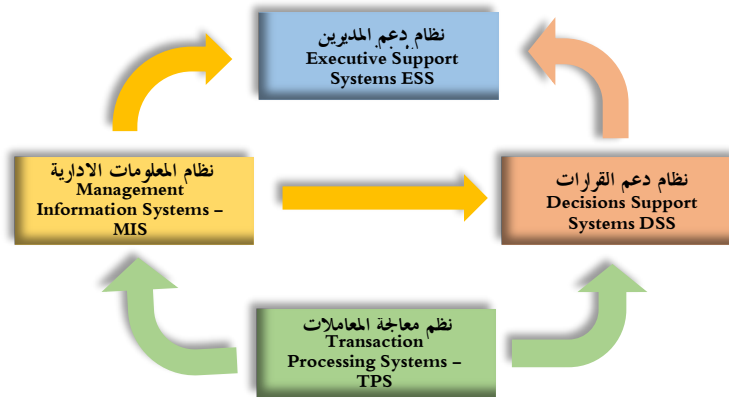 نظام دعم المديرين
Executive Support
Systems ESS
نظام المعلومات الادارية
Management
Information Systems –
MIS
نظام دعم القرارات
Decisions Support
Systems DSS
نظم معالجة المعاملات
Transaction
Processing Systems –
TPS